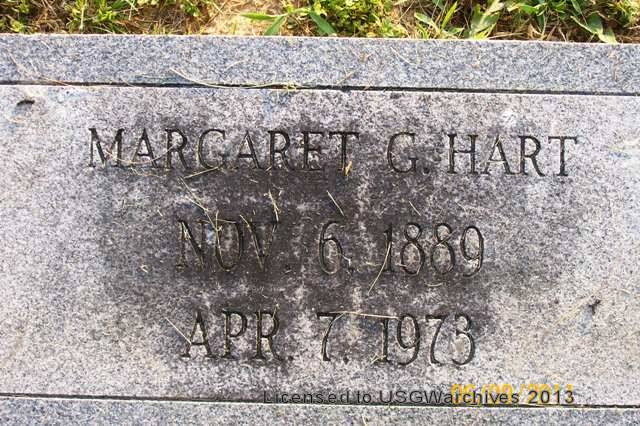 MARGARET G. HART
NOV. 6, 1889
APR. 7, 1973
06/09/2013
Licensed to USGWarchives 2013